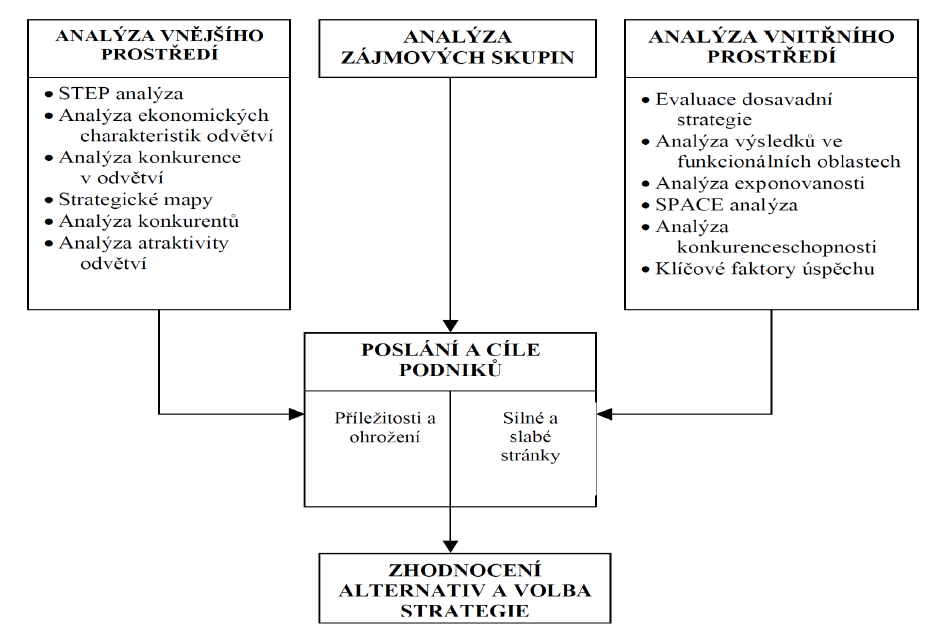 ANALÝZA VNĚJŠÍHO
PROSTŘEDÍ
• STEP analýza
• Analýza ekonomických
charakteristik odvětví
• Analýza konkurence
v odvětví
• Strategické mapy
• Analýza konkurentů
• Analýza atraktivity
odvětví
ANALÝZA
ZÁJMOVÝCH SKUPIN
ANALÝZA VNITŘNÍHO
PROSTŘEDÍ
• Evaluace dosavadní
strategie
• Analýza výsledků ve
funkcionálních oblastech
• Analýza exponovanosti
• SPACE analýza
• Analýza
konkurenceschopnosti
• Klíčové faktory úspěchu
POSLÁNÍ A CÍLE
PODNIKŮ
Příležitosti a
ohrožení
Silné a
slabé
stránky
ZHODNOCENÍ
ALTERNATIV A VOLBA
STRATEGIE